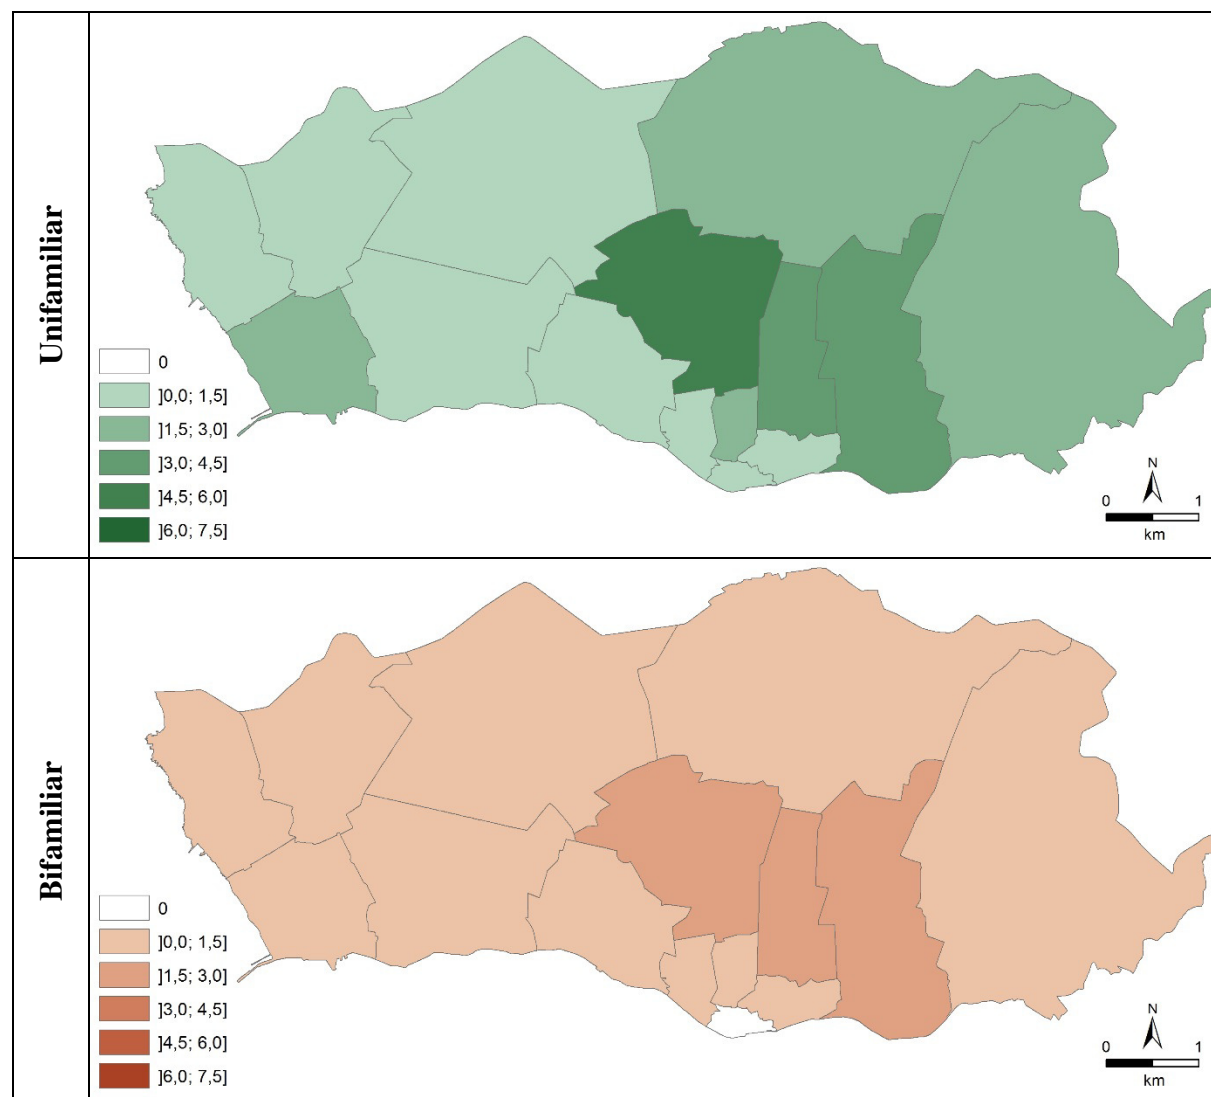 Unifamiliar
0
]0,0; 1,5]
]1,5; 3,0]
]3.0; 4,5]
]4,5; 6,0]
]6,0; 7,5]
N
0 1
km
Bifamiliar
0
]0,0; 1,5]
]1,5; 3,0]
]3.0; 4,5]
]4,5; 6,0]
]6,0; 7,5]
N
0 1
km